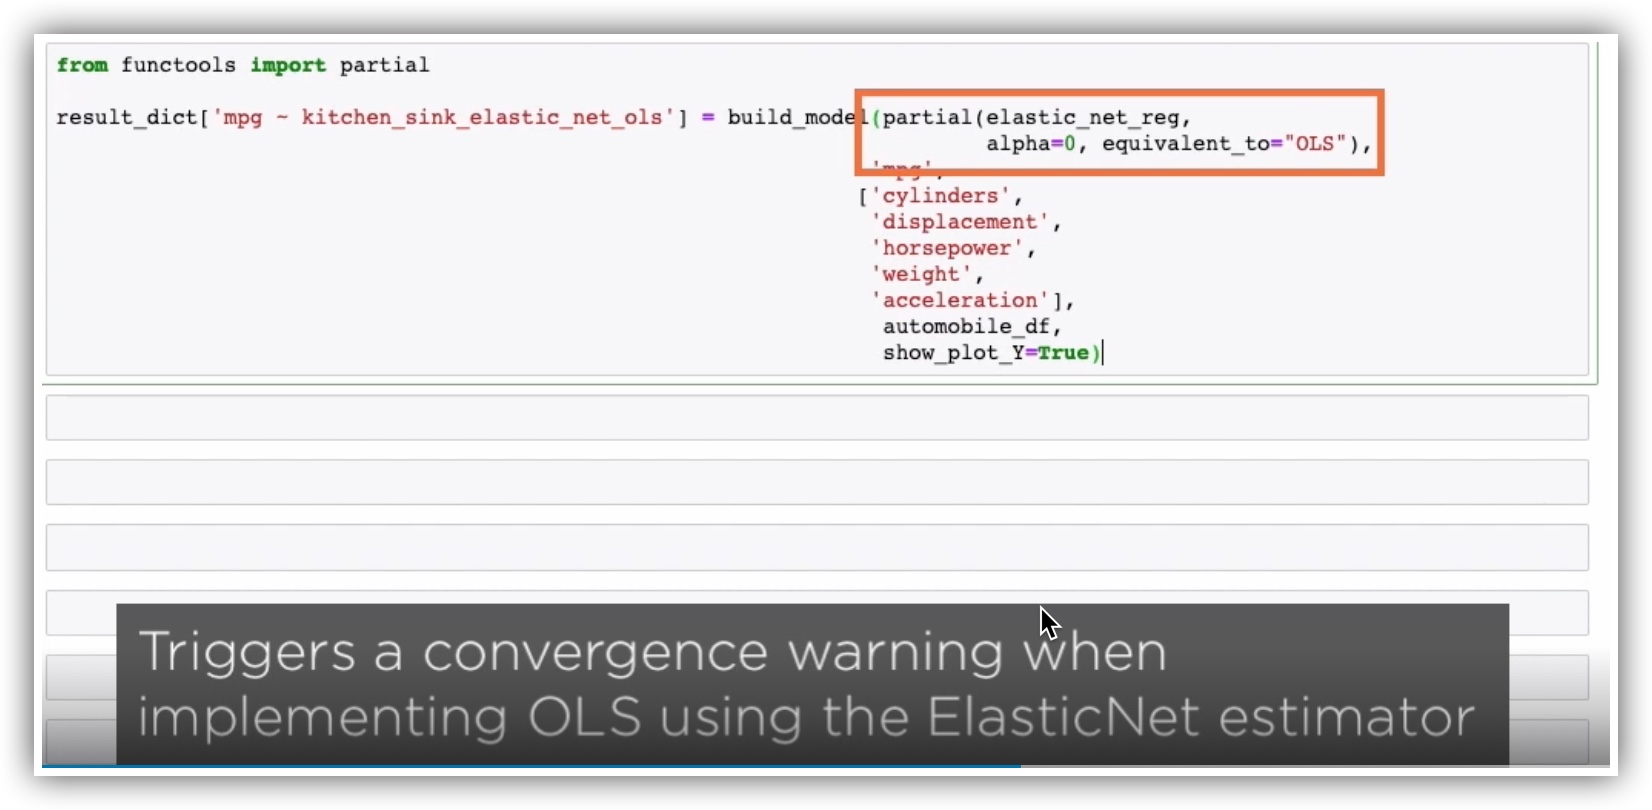 from functools import partial
result_dict['mpg ~ kitchen_sink_elastic_net_ols'] = build_model(partial(elastic_net_reg,
alpha=0, equivalent_to="OLS"),
'mpg',
['cylinders',
'displacement',
'horsepower',
'weight',
'acceleration'],
automobile_df,
show_plot_Y=True)
Triggers a convergence warning when
implementing OLS using the ElasticNet estimator